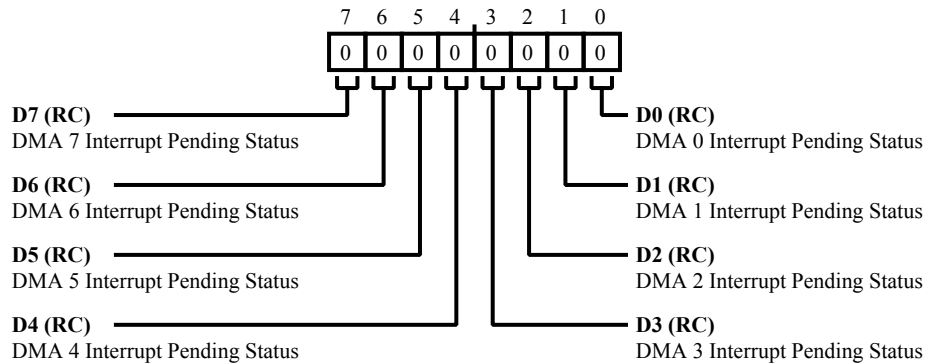 7 6 5 4 3 2 1 0
0 0 0 0 0 0 0 0
D7 (RC)
DMA 7 Interrupt Pending Status
D6 (RC)
DMA 6 Interrupt Pending Status
D5 (RC)
DMA 5 Interrupt Pending Status
D4 (RC)
DMA 4 Interrupt Pending Status
D0 (RC)
DMA 0 Interrupt Pending Status
D1 (RC)
DMA 1 Interrupt Pending Status
D2 (RC)
DMA 2 Interrupt Pending Status
D3 (RC)
DMA 3 Interrupt Pending Status